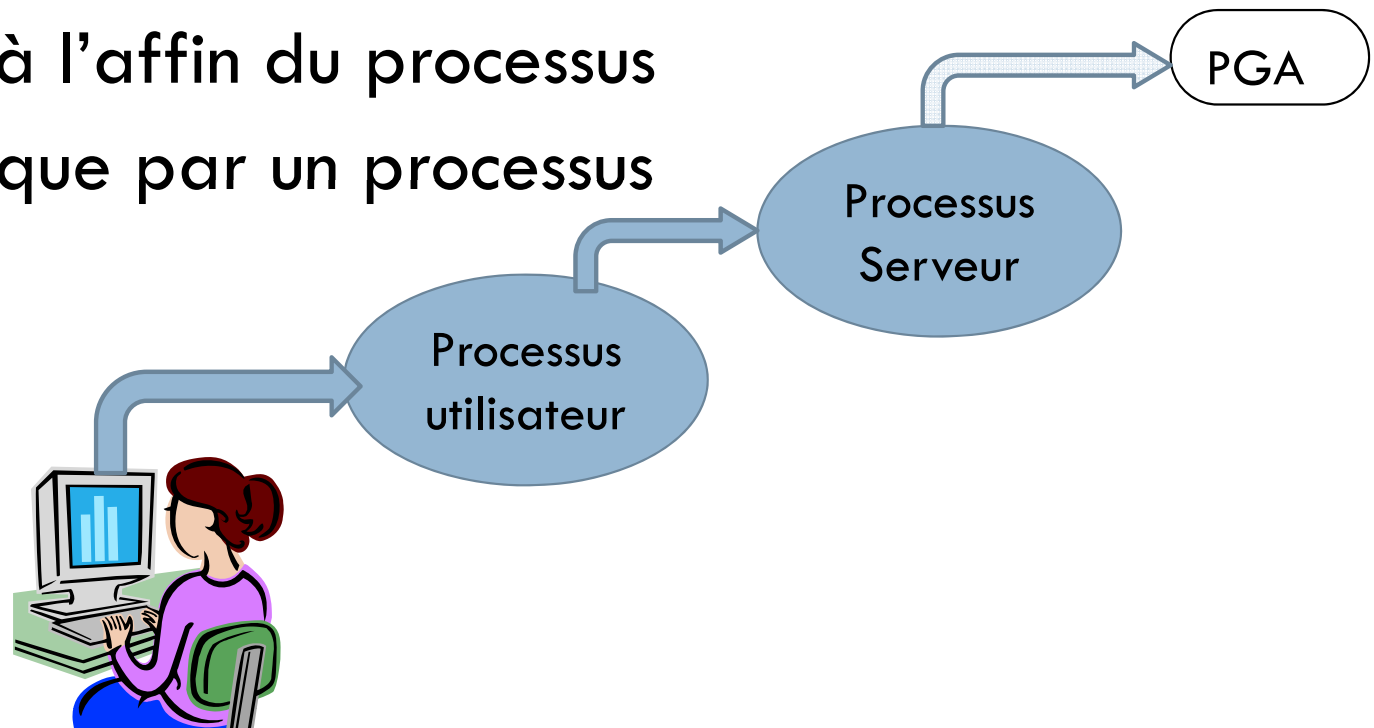 à l’affin du processus
que par un processus
PGA
Processus
Serveur
Processus
utilisateur